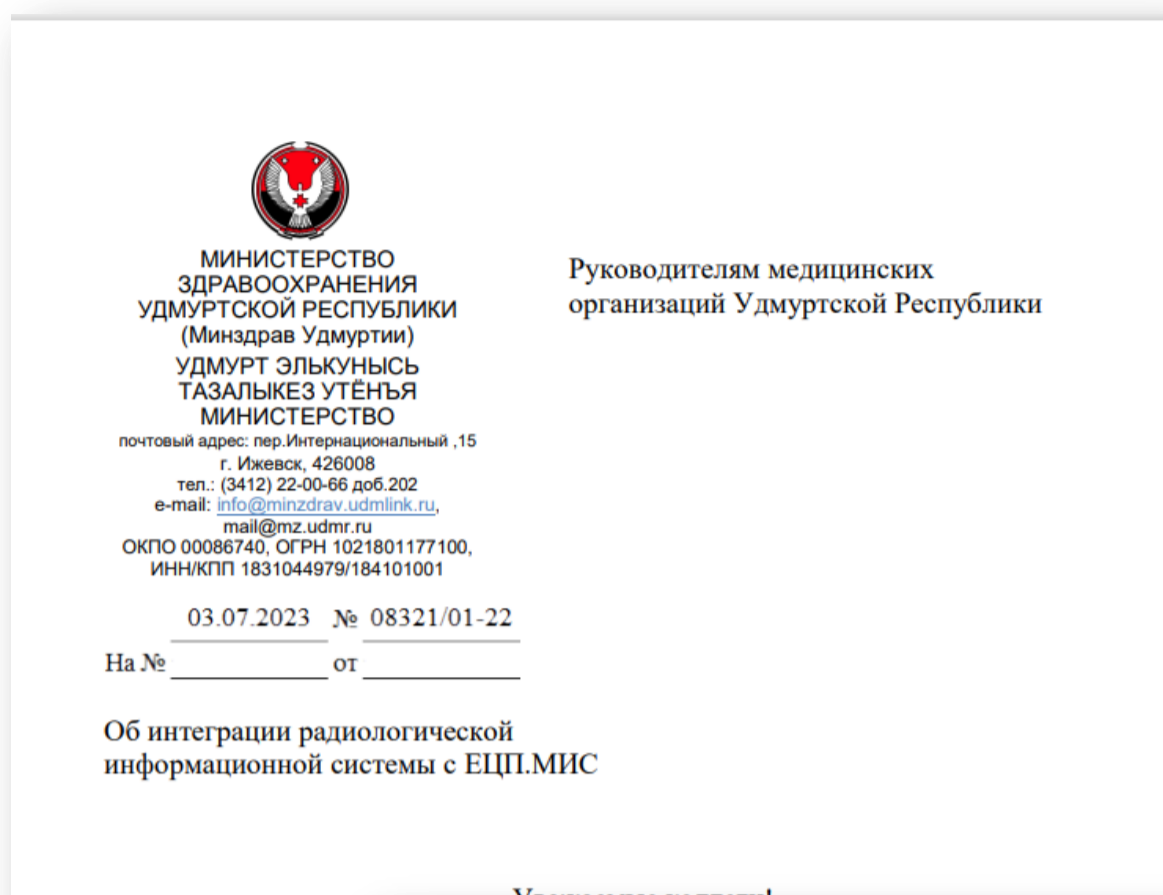 МИНИСТЕРСТВО
ЗДРАВООХРАНЕНИЯ
УДМУРТСКОЙ РЕСПУБЛИКИ
(Минздрав Удмуртии)
УДМУРТ ЭЛЬКУНЫСЬ
ТАЗАЛЫКЕЗ УТЁНЪЯ
МИНИСТЕРСТВО
почтовый адрес: пер.Интернациональный ,15
г. Ижевск, 426008
тел.: (3412) 22-00-66 доб.202
e-mail: info@minzdrav.udmlink.ru,
mail@mz.udmr.ru
ОКПО 00086740, ОГРН 1021801177100,
ИНН/КПП 1831044979/184101001
03.07.2023 № 08321/01-22
На № от
Руководителям медицинских
организаций Удмуртской Республики
Об интеграции радиологической
информационной системы с ЕЦП.МИС